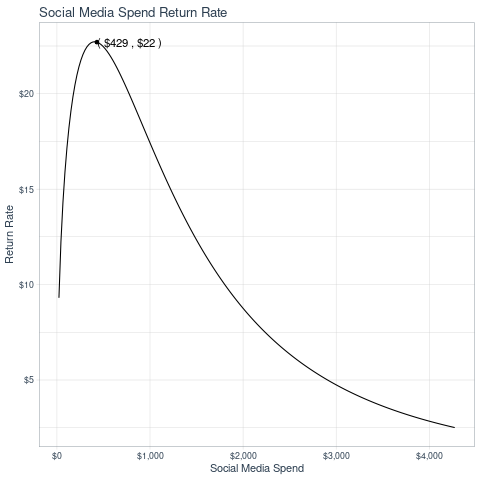 Social Media Spend Return Rate
( $429 , $22 )
$20
$15
$10
$5
Return Rate
$0 $1,000 $2,000 $3,000 $4,000
Social Media Spend